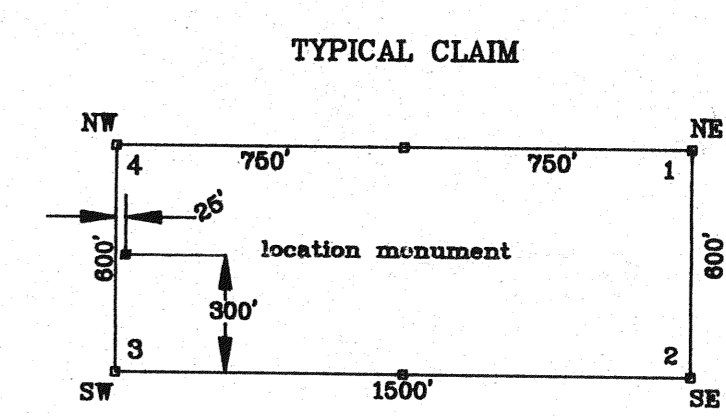 TYPICAL CLAIM
NW
NE
4
750'
750'
1
25'
600'
location monument
600'
300'
3
2
SW
1500'
SE